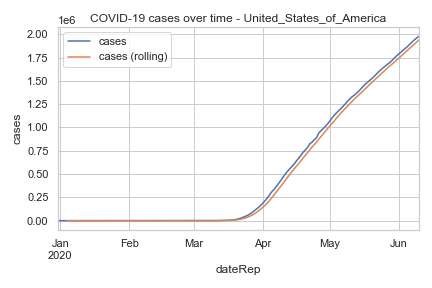 COVID-19 cases over time - United_States_of_America
1e6
cases
cases (rolling)
2.00
1.75
1.50
1.25
1.00
0.75
0.50
0.25
0.00
cases
Jan Feb Mar Apr May Jun
2020
dateRep